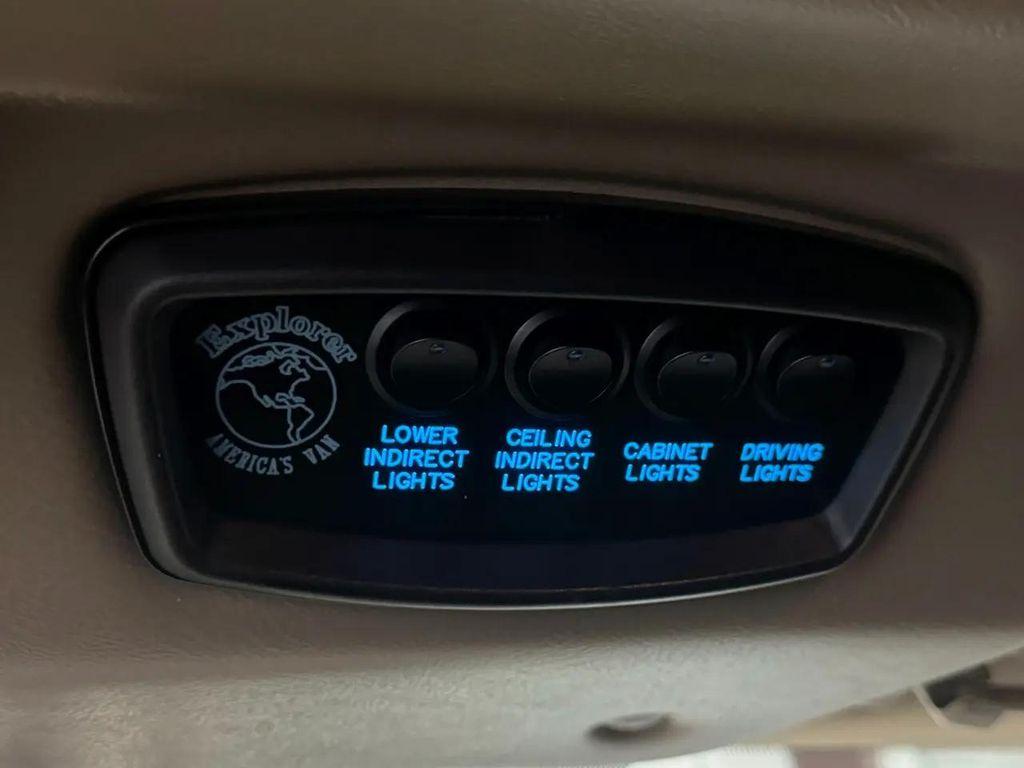 Explorer
AMERICA'S VAN
LOWER
INDIRECT
LIGHTS
CEILING
INDIRECT
LIGHTS
CABINET
LIGHTS
DRIVING
LIGHTS